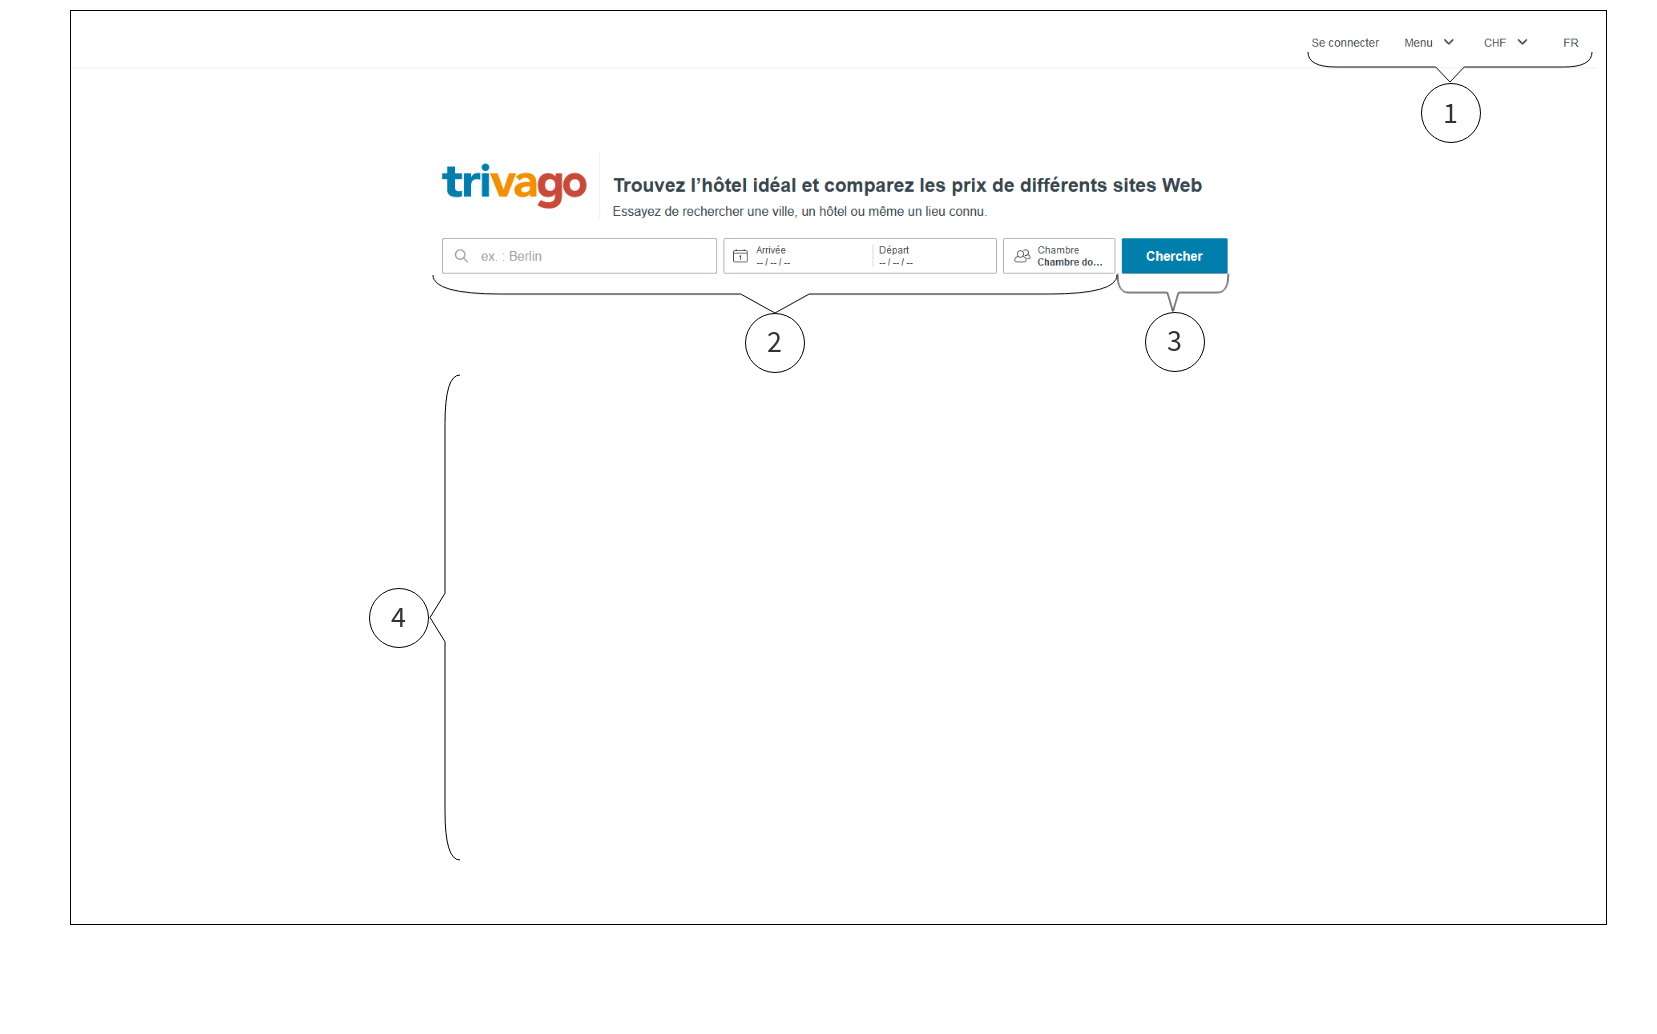 Se connecter Menu CHF FR
1
trivago
Trouvez l’hôtel idéal et comparez les prix de différents sites Web
Essayez de rechercher une ville, un hôtel ou même un lieu connu.
ex. : Berlin
1
Arrivée
-- / -- / --
Départ
-- / -- / --
Chambre
Chambre do...
Chercher
2
3
4